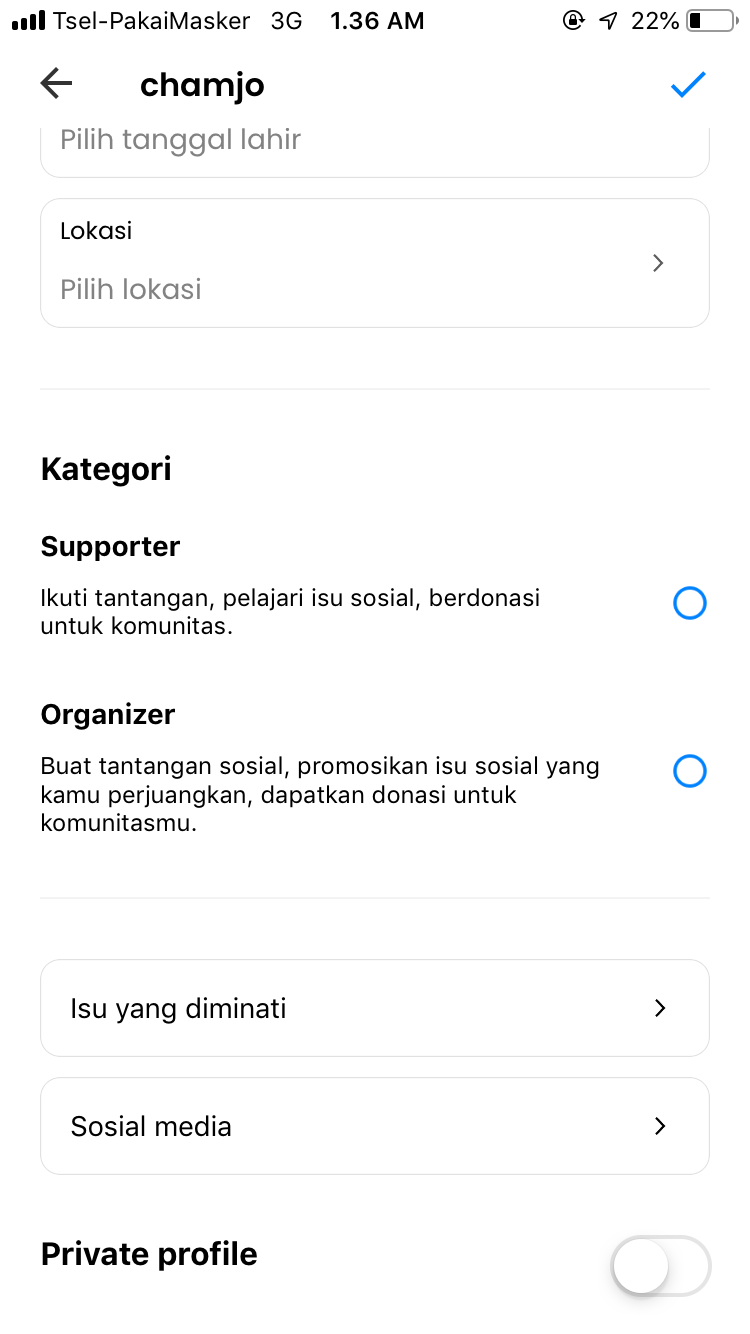 Tsel-PakaiMasker 3G 1.36 AM 22%
chamjo
Pilih tanggal lahir
Lokasi
Pilih lokasi
Kategori
Supporter
Ikuti tantangan, pelajari isu sosial, berdonasi
untuk komunitas.
Organizer
Buat tantangan sosial, promosikan isu sosial yang
kamu perjuangkan, dapatkan donasi untuk
komunitasmu.
Isu yang diminati
Sosial media
Private profile